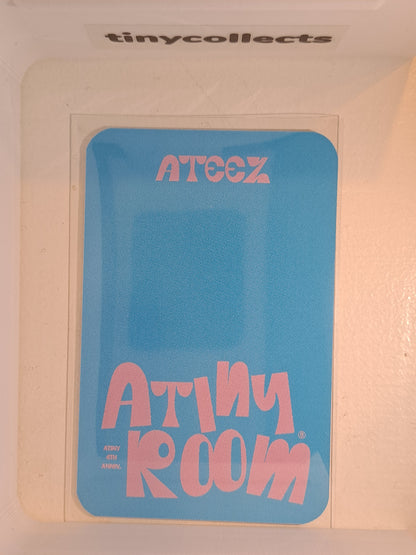 tinycollects
ATEEZ
ATINY
ROOM®
ATINY
4TH
ANNIV.